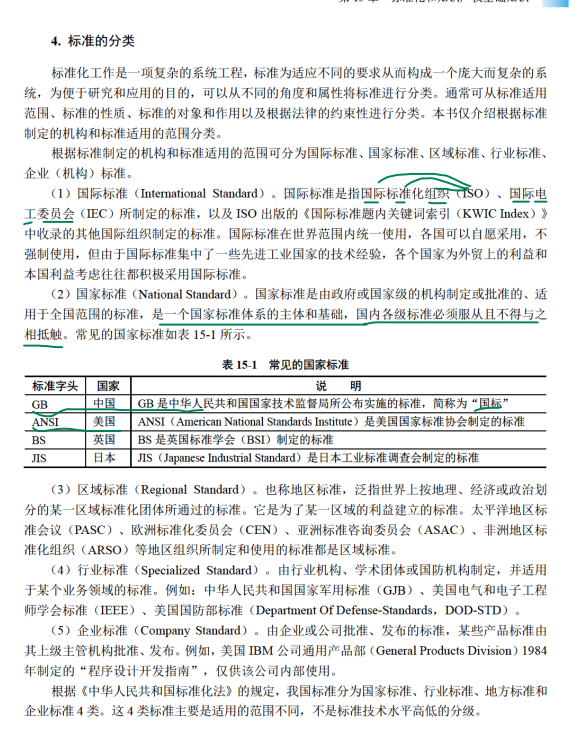 4. 标准的分类
标准化工作是一项复杂的系统工程，标准为适应不同的要求从而构成一个庞大而复杂的系
统，为便于研究和应用的目的，可以从不同的角度和属性将标准进行分类。通常可从标准适用
范围、标准的性质、标准的对象和作用以及根据法律的约束性进行分类。本书仅介绍根据标准
制定的机构和标准适用的范围分类。
根据标准制定的机构和标准适用的范围可分为国际标准、国家标准、区域标准、行业标准、
企业（机构）标准。
（1）国际标准（International Standard）。国际标准是指国际标准化组织（ISO）、国际电
工委员会（IEC）所制定的标准，以及 ISO 出版的《国际标准题内关键词索引（KWIC Index）》
中收录的其他国际组织制定的标准。国际标准在世界范围内统一使用，各国可以自愿采用，不
强制使用，但由于国际标准集中了一些先进工业国家的技术经验，各个国家为外贸上的利益和
本国利益考虑往往都积极采用国际标准。
（2）国家标准（National Standard）。国家标准是由政府或国家级的机构制定或批准的、适
用于全国范围的标准，是一个国家标准体系的主体和基础，国内各级标准必须服从且不得与之
相抵触。常见的国家标准如表 15-1 所示。
表 15-1 常见的国家标准
标准字头 国家 说 明
GB 中国 GB 是中华人民共和国国家技术监督局所公布实施的标准，简称为“国标”
ANSI 美国 ANSI（American National Standards Institute）是美国国家标准协会制定的标准
BS 英国 BS 是英国标准学会（BSI）制定的标准
JIS 日本 JIS（Japanese Industrial Standard）是日本工业标准调查会制定的标准
（3）区域标准（Regional Standard）。也称地区标准，泛指世界上按地理、经济或政治划
分的某一区域标准化团体所通过的标准。它是为了某一区域的利益建立的标准。太平洋地区标
准会议（PASC）、欧洲标准化委员会（CEN）、亚洲标准咨询委员会（ASAC）、非洲地区标
准化组织（ARSO）等地区组织所制定和使用的标准都是区域标准。
（4）行业标准（Specialized Standard）。由行业机构、学术团体或国防机构制定，并适用
于某个业务领域的标准。例如：中华人民共和国国家军用标准（GJB）、美国电气和电子工程
师学会标准（IEEE）、美国国防部标准（Department Of Defense-Standards，DOD-STD）。
（5）企业标准（Company Standard）。由企业或公司批准、发布的标准，某些产品标准由
其上级主管机构批准、发布。例如，美国 IBM 公司通用产品部（General Products Division）1984
年制定的“程序设计开发指南”，仅供该公司内部使用。
根据《中华人民共和国标准化法》的规定，我国标准分为国家标准、行业标准、地方标准和
企业标准 4 类。这 4 类标准主要是适用的范围不同，不是标准技术水平高低的分级。